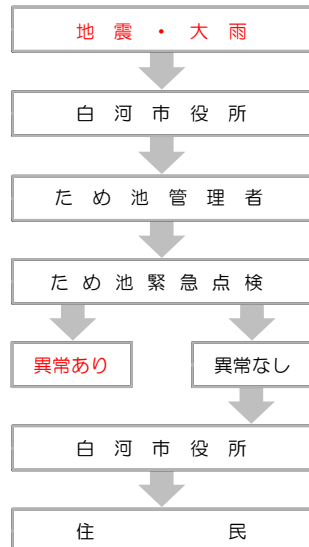 地震・大雨
白河市役所
ため池管理者
ため池緊急点検
異常あり
異常なし
白河市役所
住民